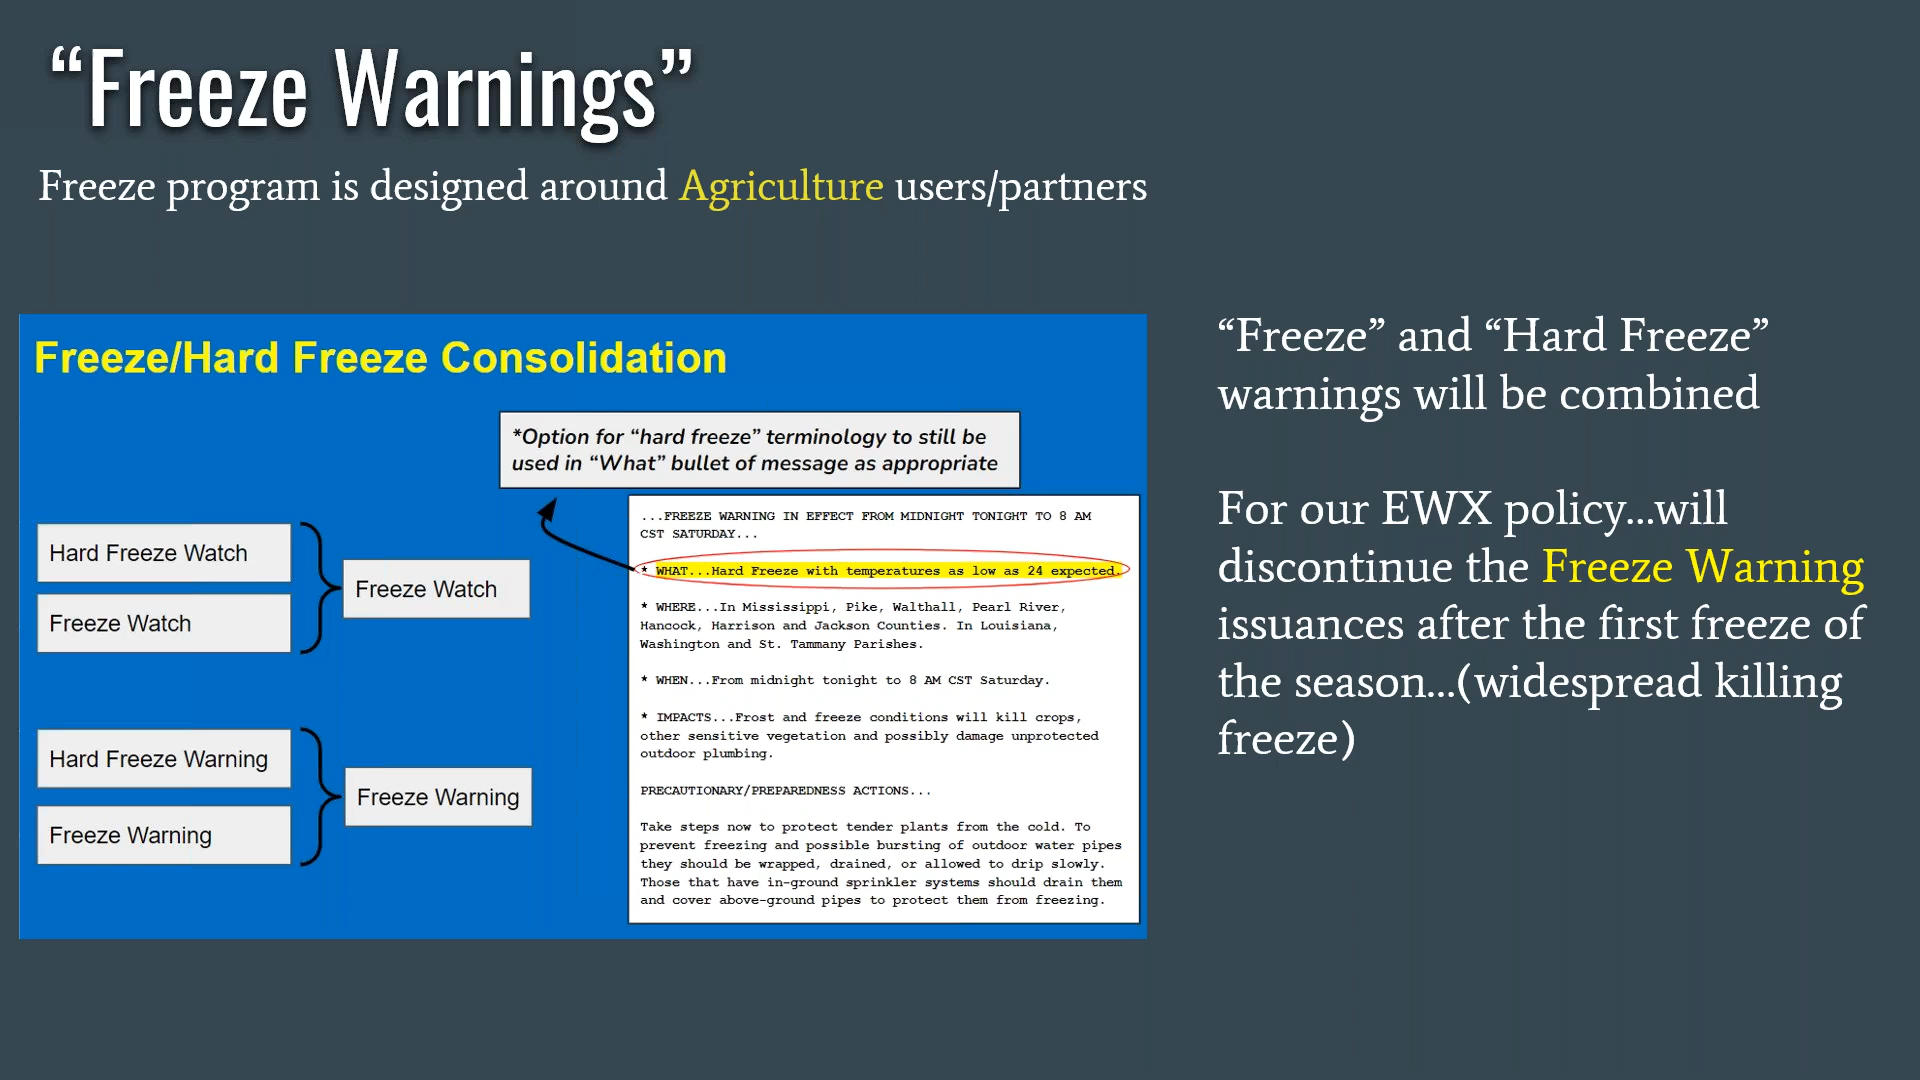 “Freeze Warnings”
Freeze program is designed around Agriculture users/partners
Freeze/Hard Freeze Consolidation
*Option for “hard freeze” terminology to still be
used in “What” bullet of message as appropriate
Hard Freeze Watch
Freeze Watch
Freeze Watch
Hard Freeze Warning
Freeze Warning
Freeze Warning
...FREEZE WARNING IN EFFECT FROM MIDNIGHT TONIGHT TO 8 AM
CST SATURDAY...
* WHAT...Hard Freeze with temperatures as low as 24 expected.
* WHERE...In Mississippi, Pike, Walthall, Pearl River,
Hancock, Harrison and Jackson Counties. In Louisiana,
Washington and St. Tammany Parishes.
* WHEN...From midnight tonight to 8 AM CST Saturday.
* IMPACTS...Frost and freeze conditions will kill crops,
other sensitive vegetation and possibly damage unprotected
outdoor plumbing.
PRECAUTIONARY/PREPAREDNESS ACTIONS...
Take steps now to protect tender plants from the cold. To
prevent freezing and possible bursting of outdoor water pipes
they should be wrapped, drained, or allowed to drip slowly.
Those that have in-ground sprinkler systems should drain them
and cover above-ground pipes to protect them from freezing.
“Freeze” and “Hard Freeze”
warnings will be combined
For our EWX policy...will
discontinue the Freeze Warning
issuances after the first freeze of
the season...(widespread killing
freeze)